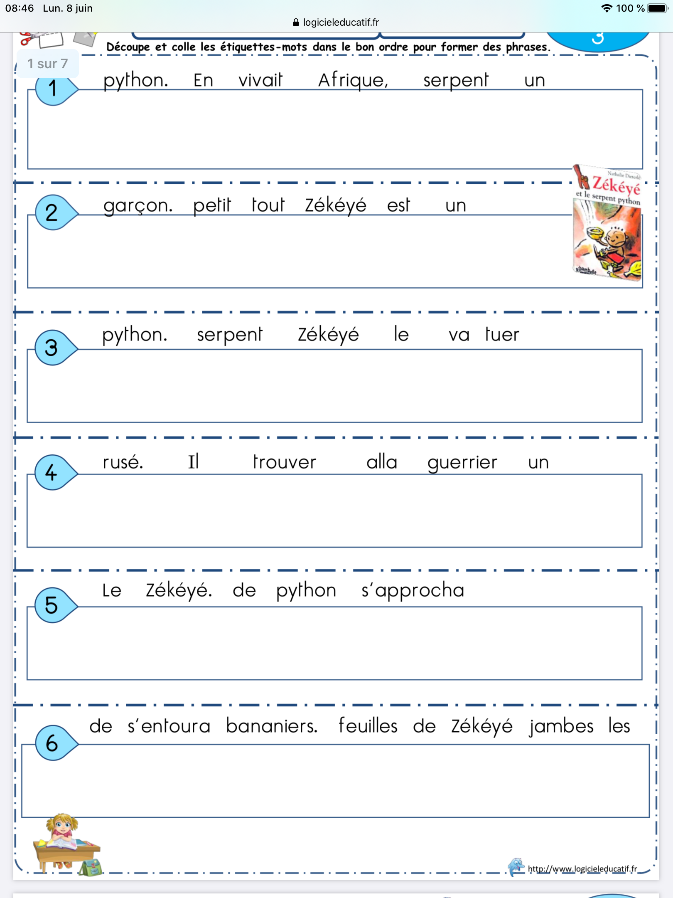 08:46 Lun. 8 juin 100 %
logicieleducatif.fr
3
Découpe et colle les étiquettes-mots dans le bon ordre pour former des phrases.
1 sur 7
1 python. En vivait Afrique, serpent un
Nathalie Dieterlé
Zékéyé
et le serpent python
2 garçon. petit tout Zékéyé est un
3 python. serpent Zékéyé le va tuer
4 rusé. Il trouver alla guerrier un
5 Le Zékéyé. de python s'approcha
6 de s'entoura bananiers. feuilles de Zékéyé jambes les
http://www.logicieleducatif.fr